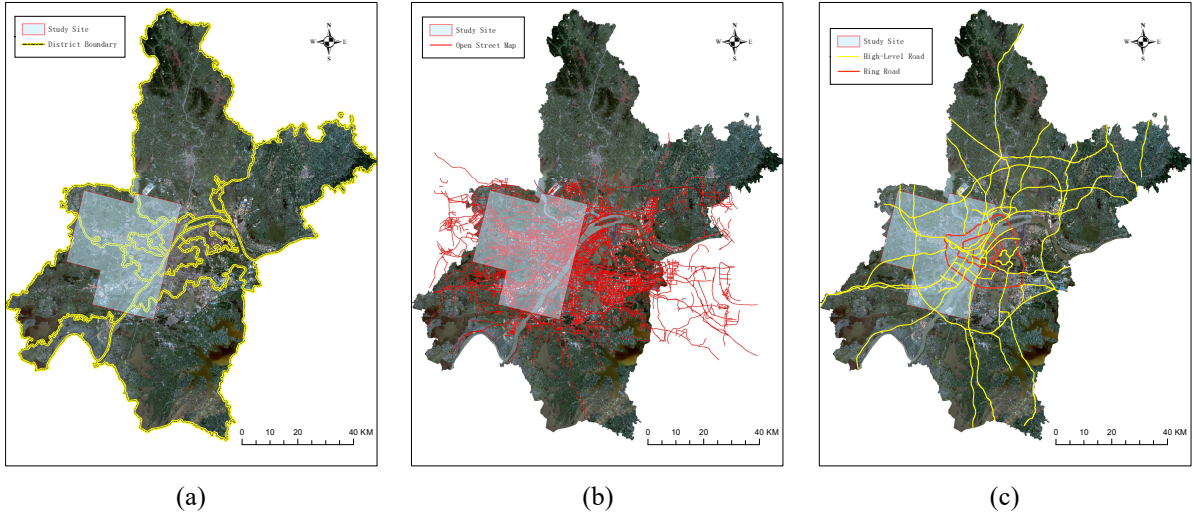 Study Site
District Boundary
N
W E
S
0 10 20 40 KM
(a)
Study Site
Open Street Map
N
W E
S
0 10 20 40 KM
(b)
Study Site
High-Level Road
Ring Road
N
W E
S
0 10 20 40 KM
(c)